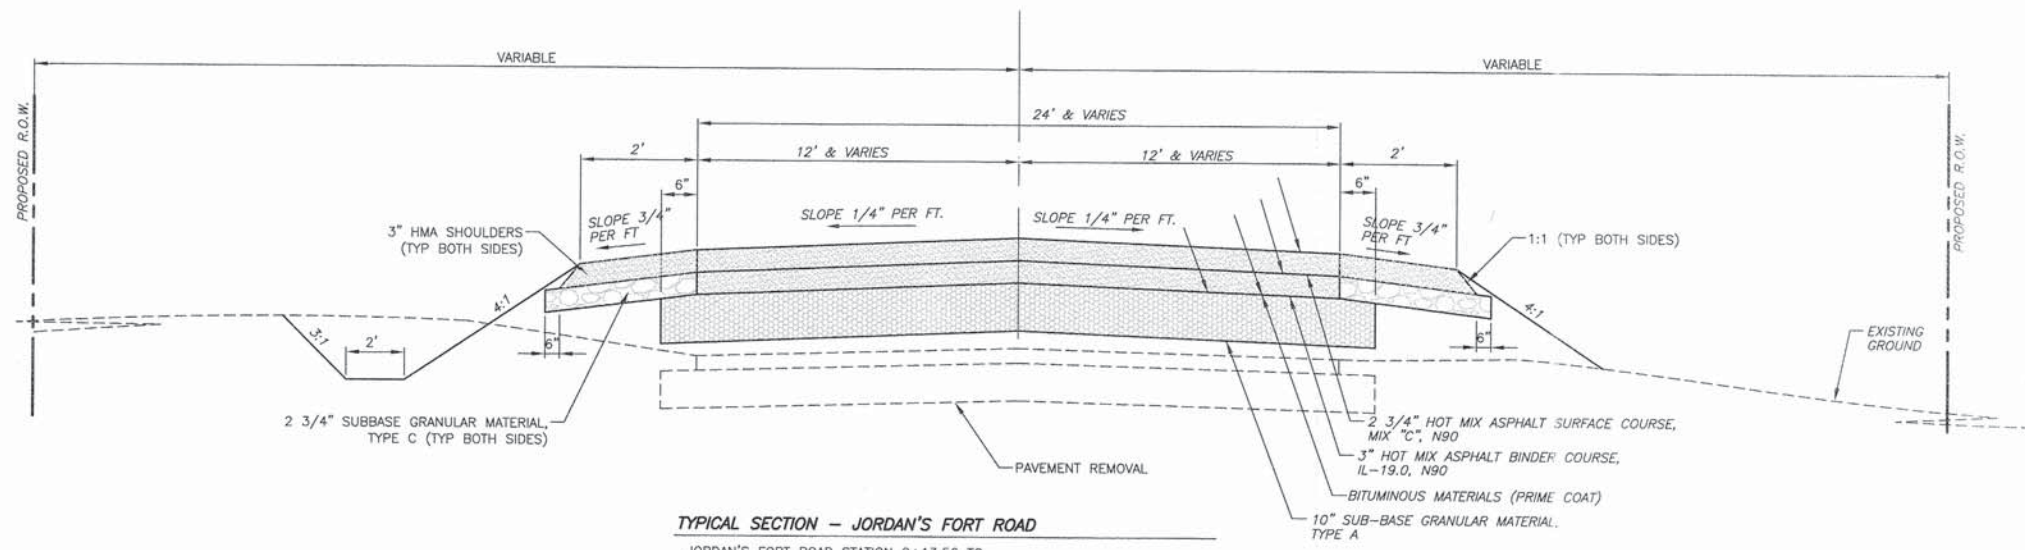 VARIABLE
VARIABLE
PROPOSED R.O.W.
PROPOSED R.O.W.
24' & VARIES
2'
12' & VARIES
12' & VARIES
2'
6"
6"
SLOPE 3/4"
PER FT
SLOPE 1/4" PER FT.
SLOPE 1/4" PER FT.
SLOPE 3/4"
PER FT
3" HMA SHOULDERS
(TYP BOTH SIDES)
1:1 (TYP BOTH SIDES)
4:1
4:1
3:1
2'
6"
6"
EXISTING
GROUND
2 3/4" SUBBASE GRANULAR MATERIAL,
TYPE C (TYP BOTH SIDES)
2 3/4" HOT MIX ASPHALT SURFACE COURSE,
MIX "C", N90
3" HOT MIX ASPHALT BINDER COURSE,
IL-19.0, N90
PAVEMENT REMOVAL
BITUMINOUS MATERIALS (PRIME COAT)
10" SUB-BASE GRANULAR MATERIAL.
TYPE A
TYPICAL SECTION - JORDAN'S FORT ROAD
JORDAN'S FORT ROAD STATION